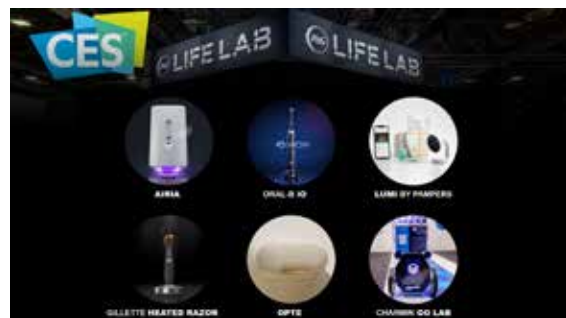 CES
P&G LIFE LAB
P&G LIFE LAB
AIRIA
ORAL-B iO
LUMI BY PAMPERS
GILLETTE HEATED RAZOR
OPTE
CHARMIN GO LAB